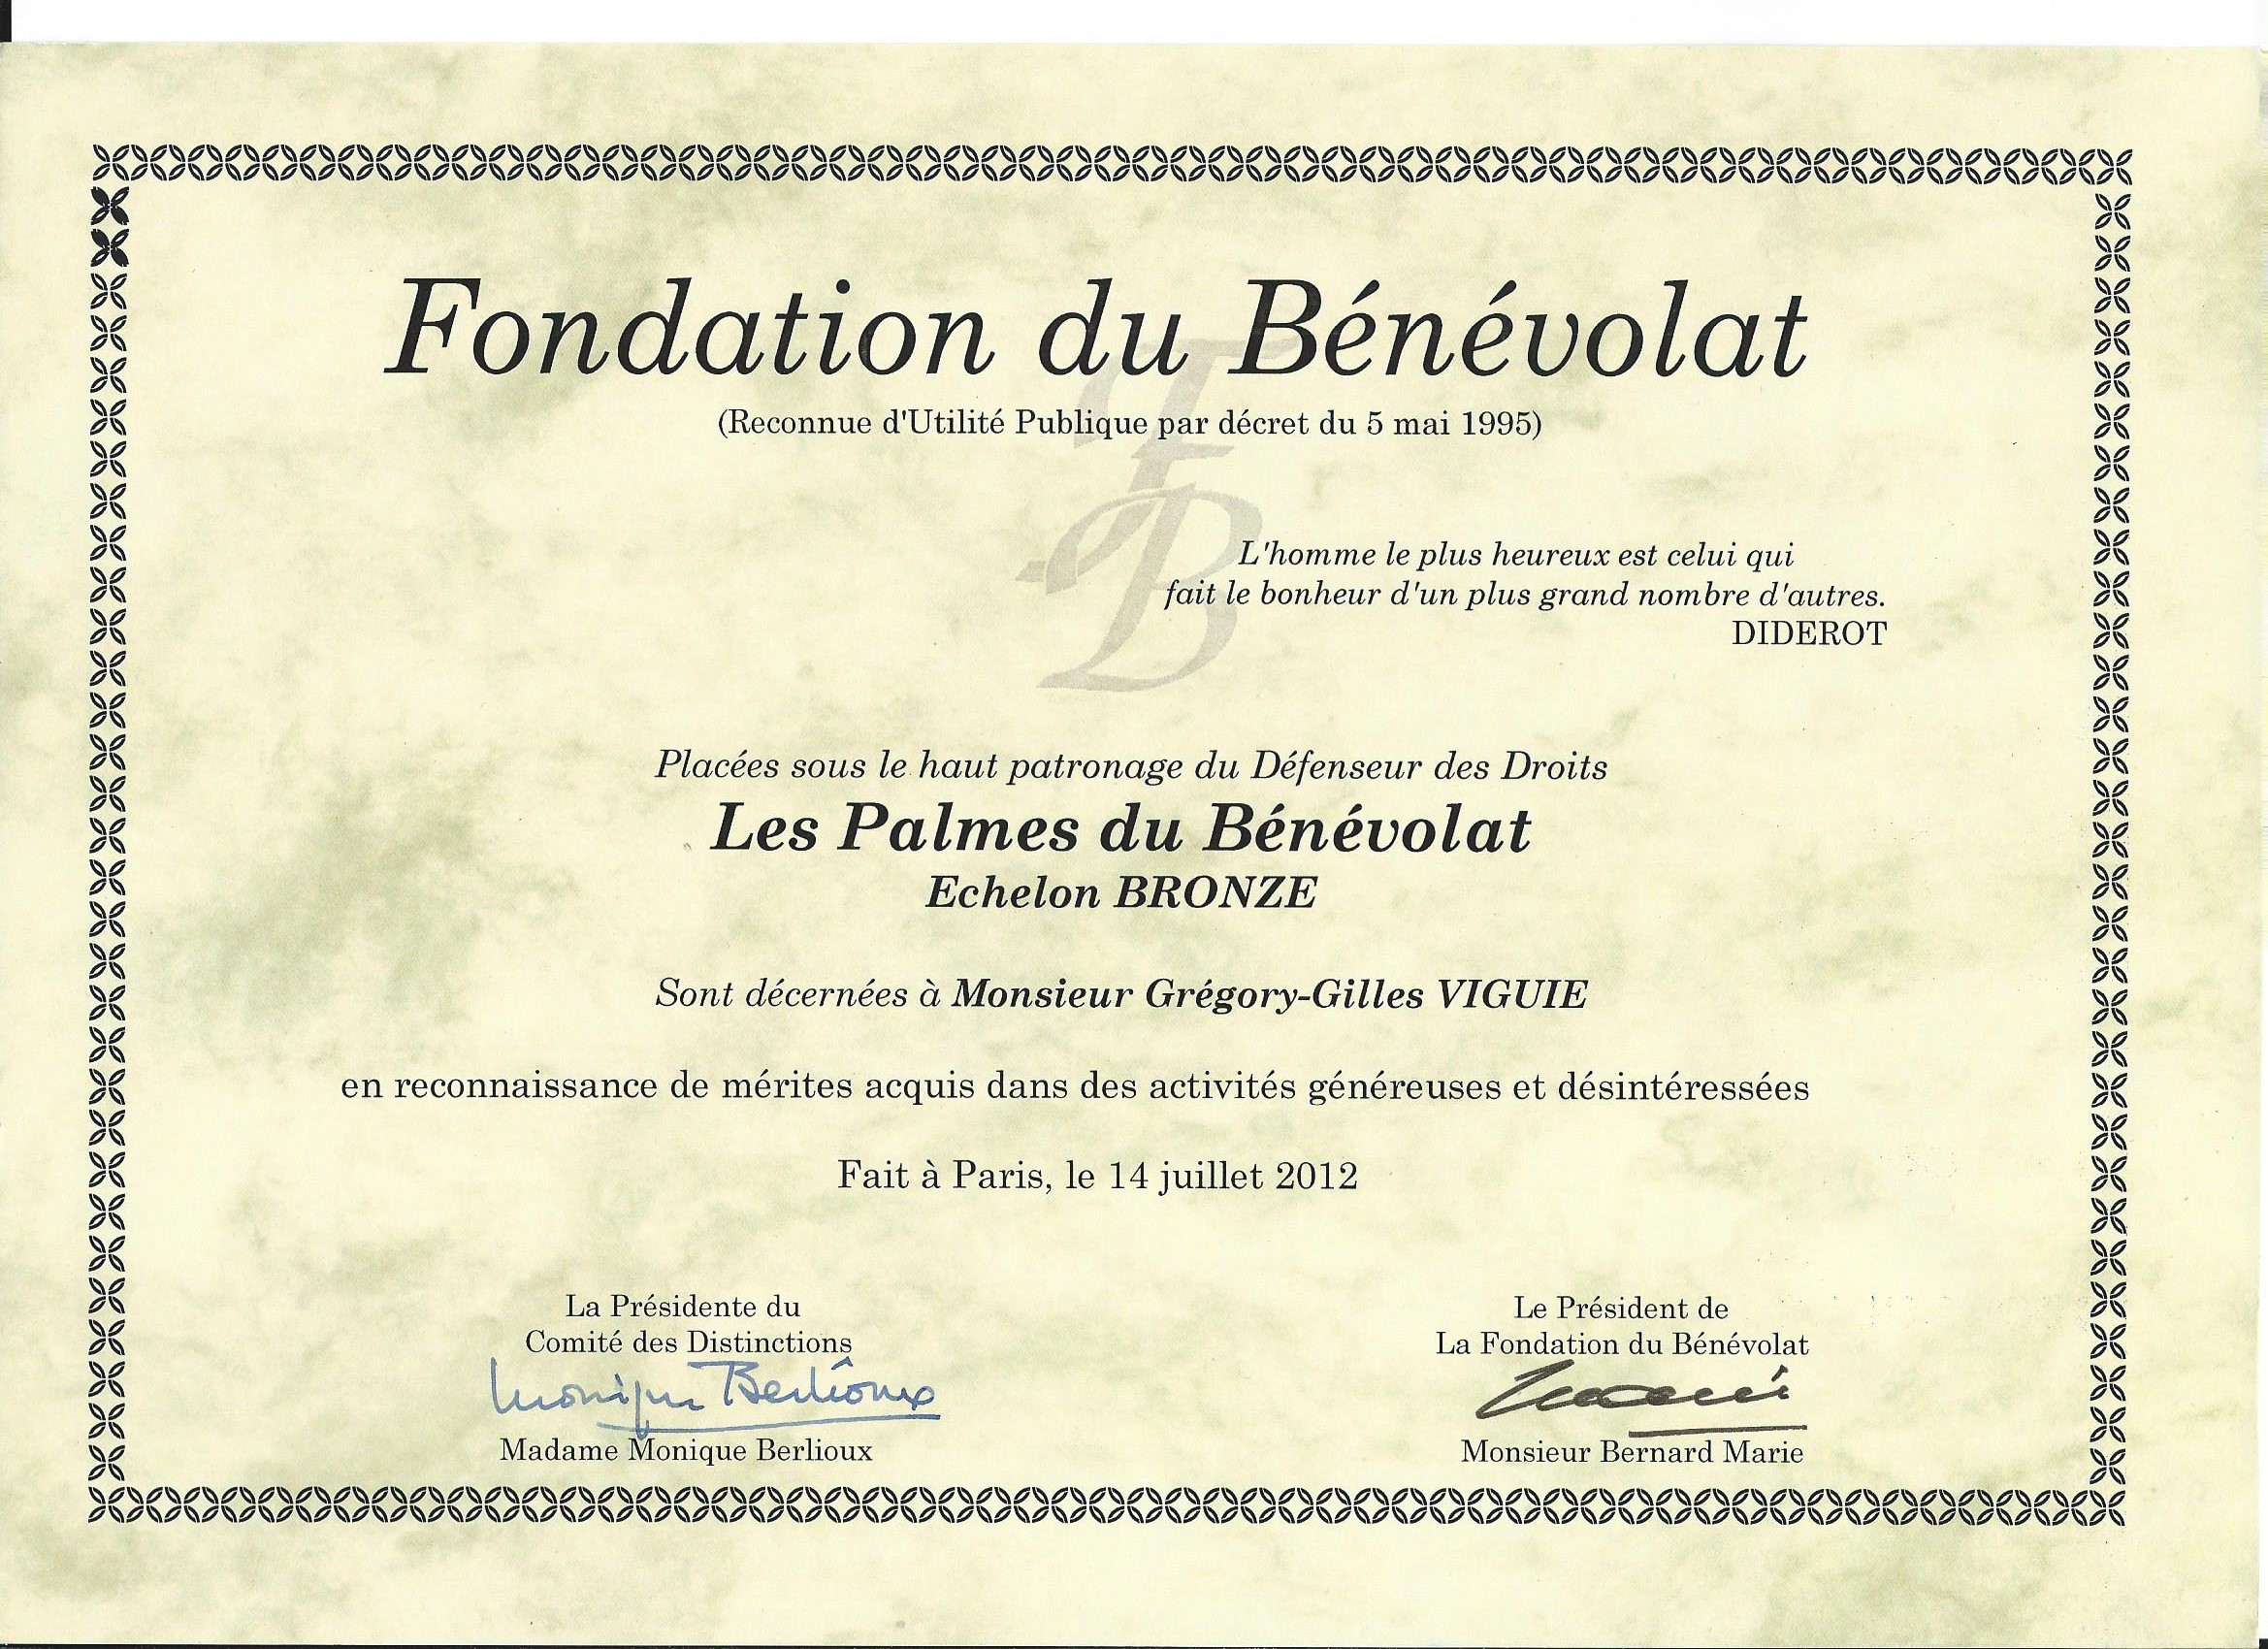 Fondation du Bénévolat
(Reconnue d'Utilité Publique par décret du 5 mai 1995)
FB
L'homme le plus heureux est celui qui
fait le bonheur d'un plus grand nombre d'autres.
DIDEROT
Placées sous le haut patronage du Défenseur des Droits
Les Palmes du Bénévolat
Echelon BRONZE
Sont décernées à Monsieur Grégory-Gilles VIGUIE
en reconnaissance de mérites acquis dans des activités généreuses et désintéressées
Fait à Paris, le 14 juillet 2012
La Présidente du
Comité des Distinctions
Monique Berlioux
Madame Monique Berlioux
Le Président de
La Fondation du Bénévolat
Monsieur Bernard Marie